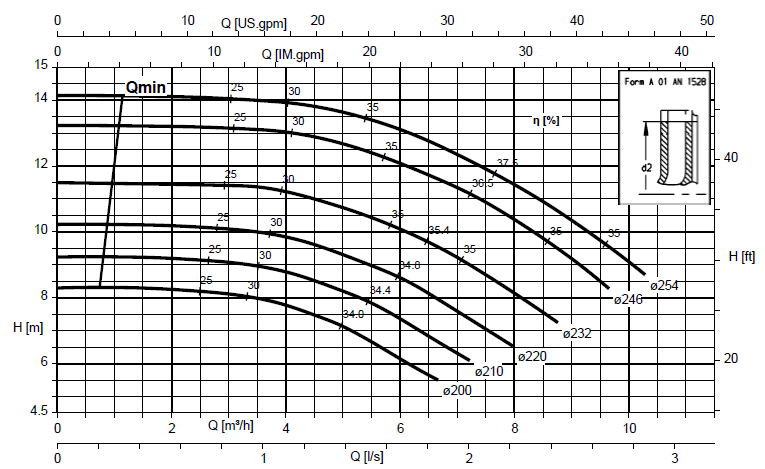 0 10 Q [US.gpm] 20 30 40 50
0 10 Q [IM.gpm] 20 30 40
15
14
12
10
8
H [m]
6
4.5
Qmin
25 30 35 37.5 35
25 30 35 36.5 35
25 30 35 35.4 35
25 30 34.8
25 30 34.4
25 30 34.0
η [%]
Form A 01 AN 1528
d2
40
H [ft]
20
ø254
ø246
ø232
ø220
ø210
ø200
0 2 Q [m³/h] 4 6 8 10
0 1 Q [l/s] 2 3